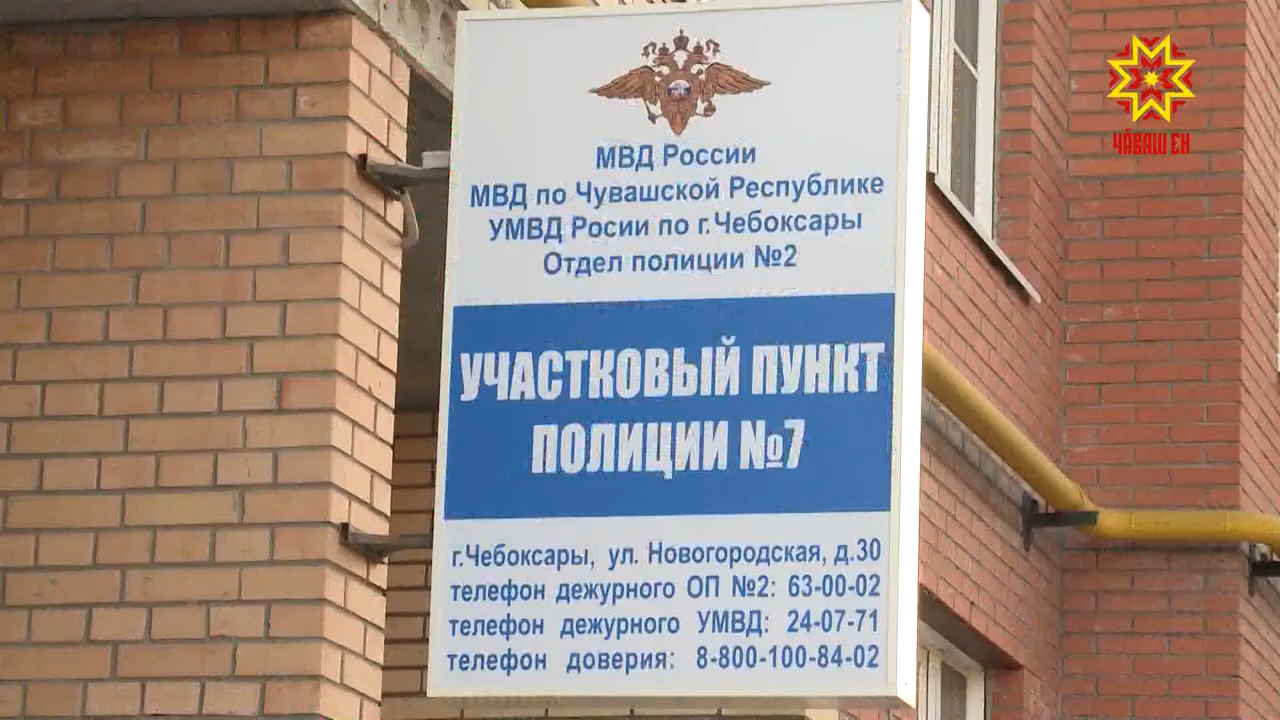 МВД России
МВД по Чувашской Республике
УМВД Росии по г.Чебоксары
Отдел полиции №2
УЧАСТКОВЫЙ ПУНКТ
ПОЛИЦИИ №7
г.Чебоксары, ул. Новогородская, д.30
телефон дежурного ОП №2: 63-00-02
телефон дежурного УМВД: 24-07-71
телефон доверия: 8-800-100-84-02
ЧӐВАШ ЕН